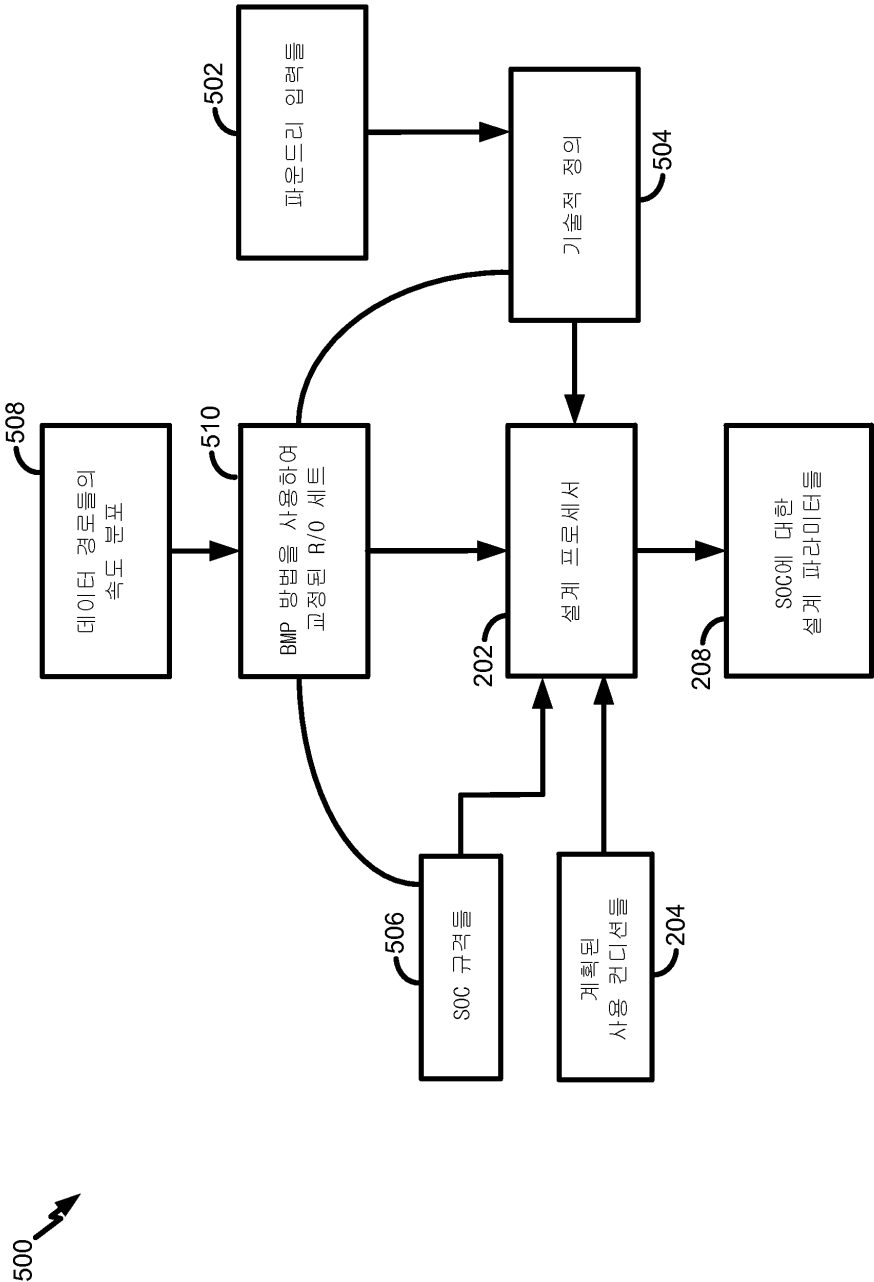 500
508
데이터 경로들의
속도 분포
510
BMP 방법을 사용하여
교정된 R/O 세트
502
파운드리 입력들
506
SOC 규격들
202
설계 프로세서
기술적 정의
504
계획된
사용 컨디션들
204
208
SOC에 대한
설계 파라미터들